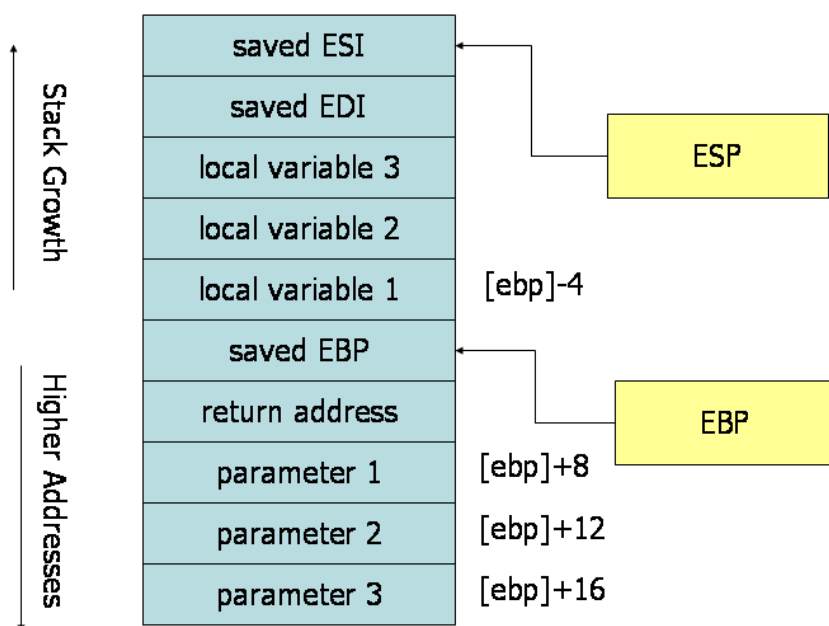 saved ESI
saved EDI
local variable 3
local variable 2
local variable 1
saved EBP
return address
parameter 1
parameter 2
parameter 3
Stack Growth
Higher Addresses
[ebp]-4
[ebp]+8
[ebp]+12
[ebp]+16
ESP
EBP